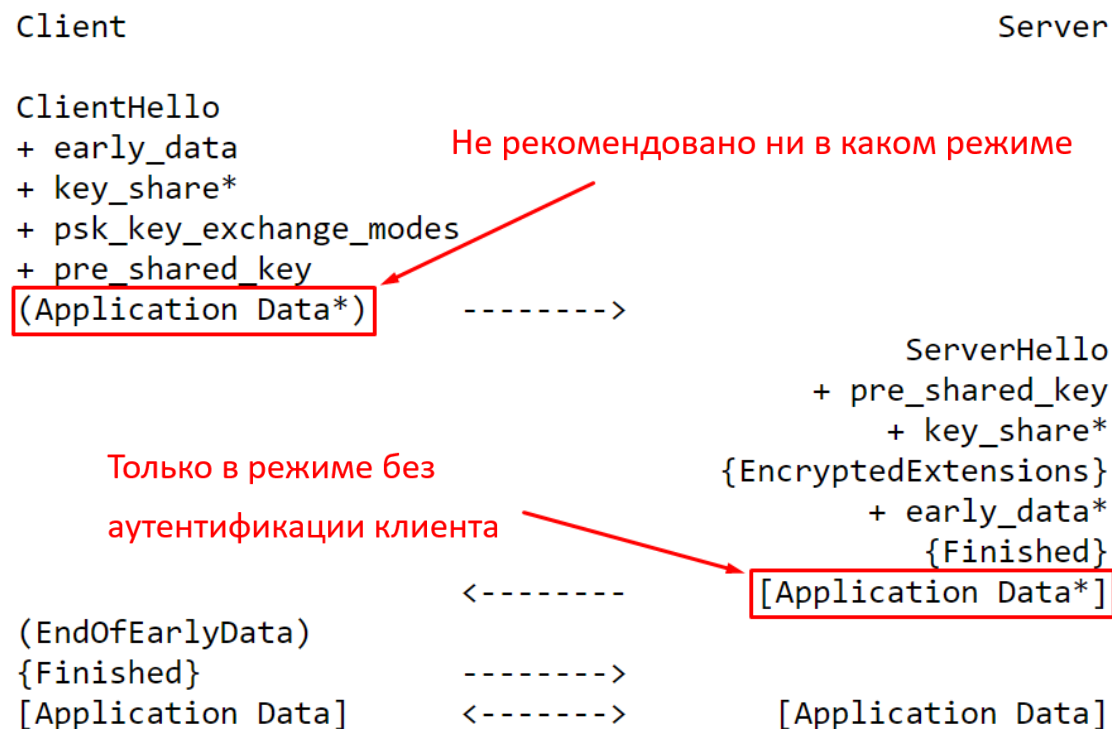 Client Server
ClientHello
+ early_data
Не рекомендовано ни в каком режиме
+ key_share*
+ psk_key_exchange_modes
+ pre_shared_key
(Application Data*) -------->
ServerHello
+ pre_shared_key
+ key_share*
Только в режиме без
{EncryptedExtensions}
+ early_data*
аутентификации клиента
{Finished}
<-------- [Application Data*]
(EndOfEarlyData)
{Finished} -------->
[Application Data] <-------> [Application Data]